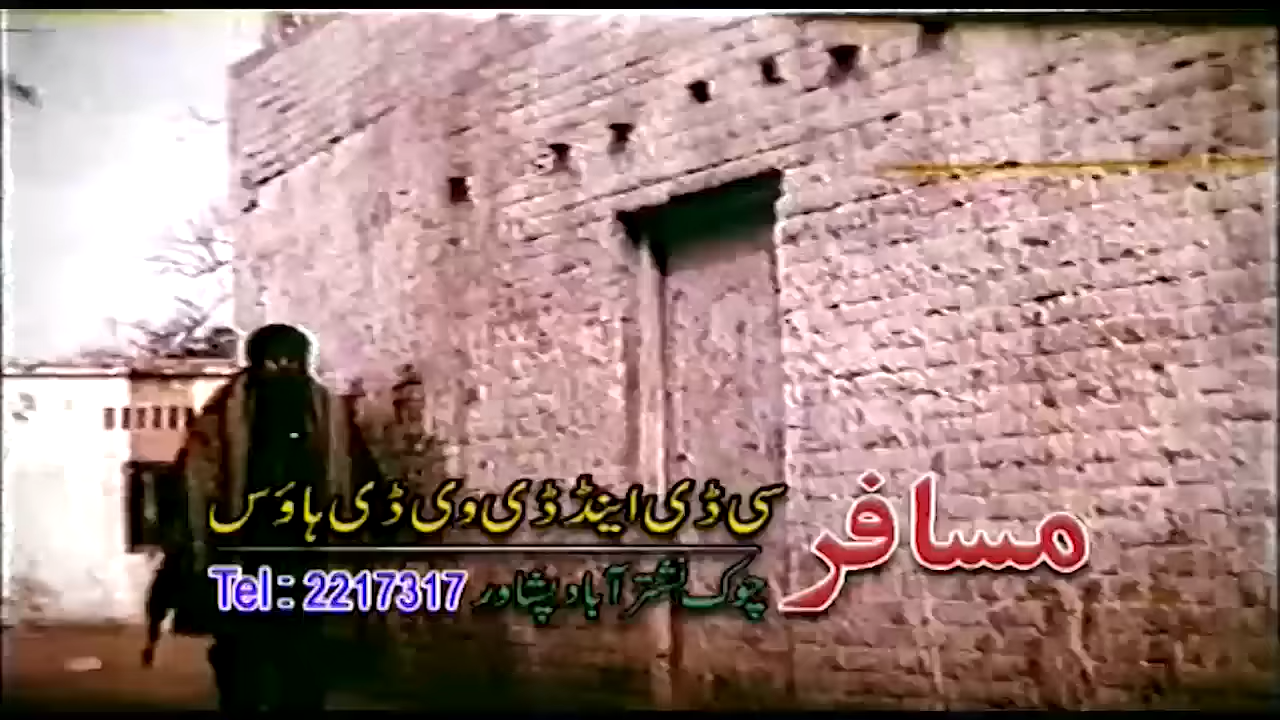 مسافر
سی ڈی اینڈ ڈی وی ڈی ہاؤس
چوک نشتر آباد پشاور Tel : 2217317